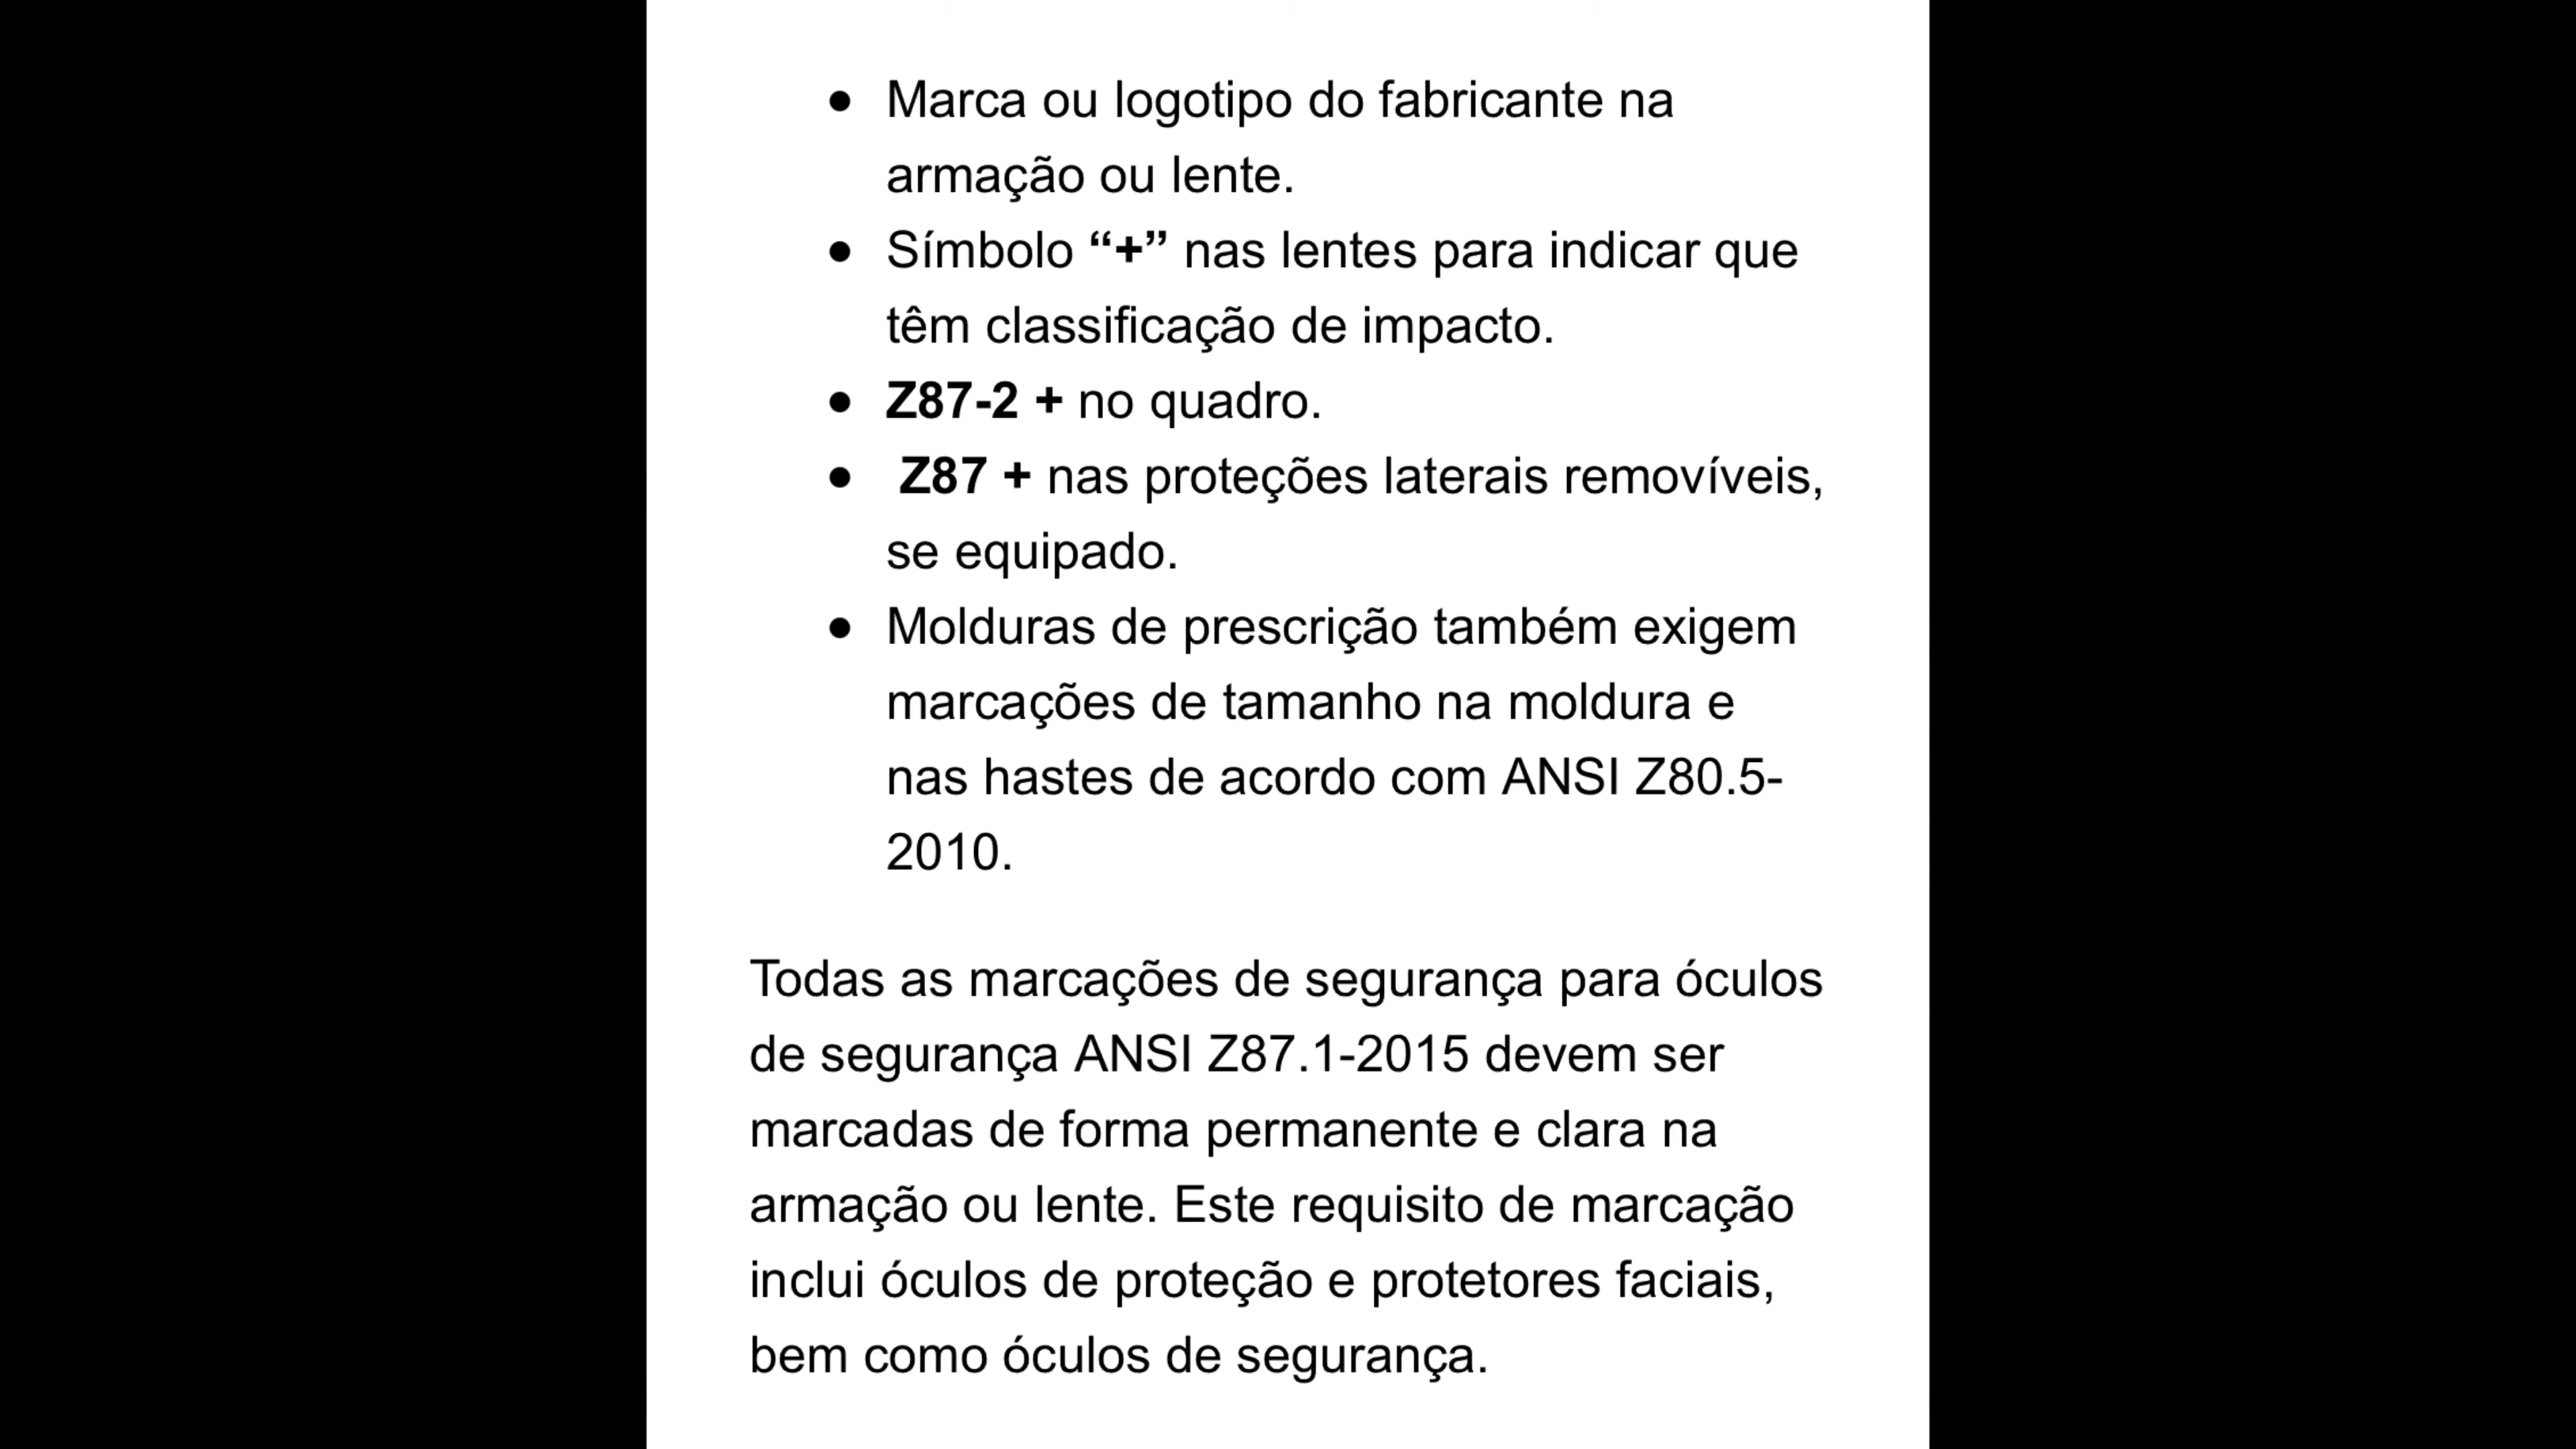 ● Marca ou logotipo do fabricante na
armação ou lente.
● Símbolo “+” nas lentes para indicar que
têm classificação de impacto.
● Z87-2 + no quadro.
● Z87 + nas proteções laterais removíveis,
se equipado.
● Molduras de prescrição também exigem
marcações de tamanho na moldura e
nas hastes de acordo com ANSI Z80.5-
2010.
Todas as marcações de segurança para óculos
de segurança ANSI Z87.1-2015 devem ser
marcadas de forma permanente e clara na
armação ou lente. Este requisito de marcação
inclui óculos de proteção e protetores faciais,
bem como óculos de segurança.